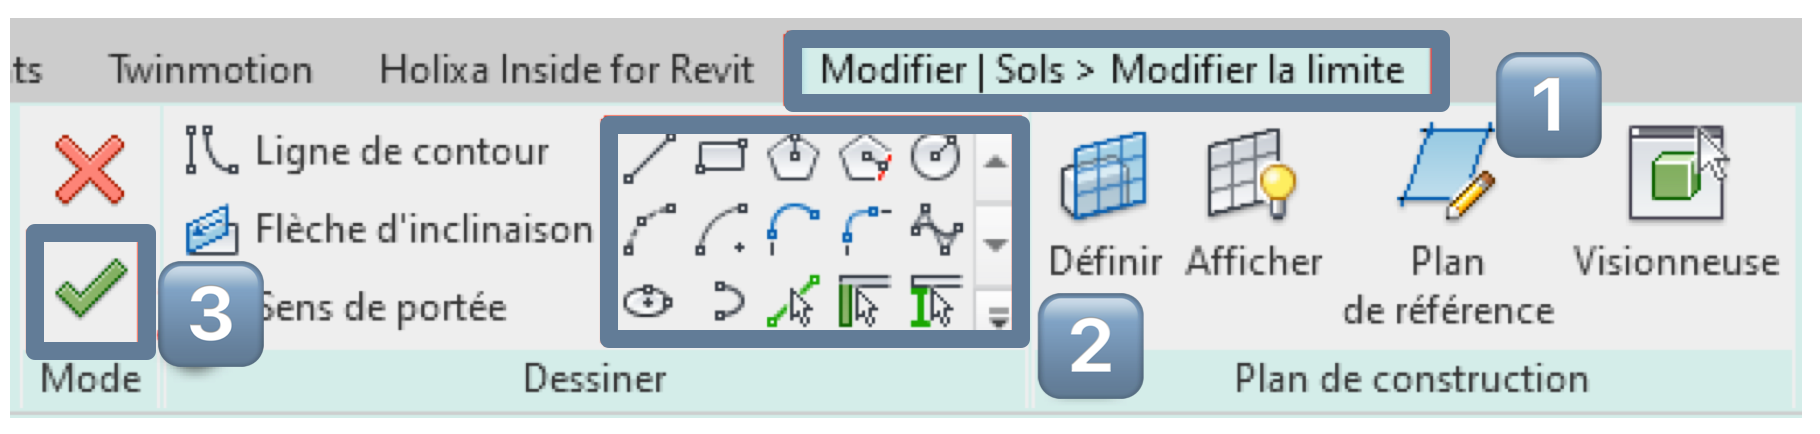 ts Twinmotion Holixa Inside for Revit Modifier | Sols > Modifier la limite
1
Ligne de contour
Flèche d'inclinaison
Sens de portée
3
Mode
Dessiner
2
Définir Afficher Plan de référence Visionneuse
Plan de construction